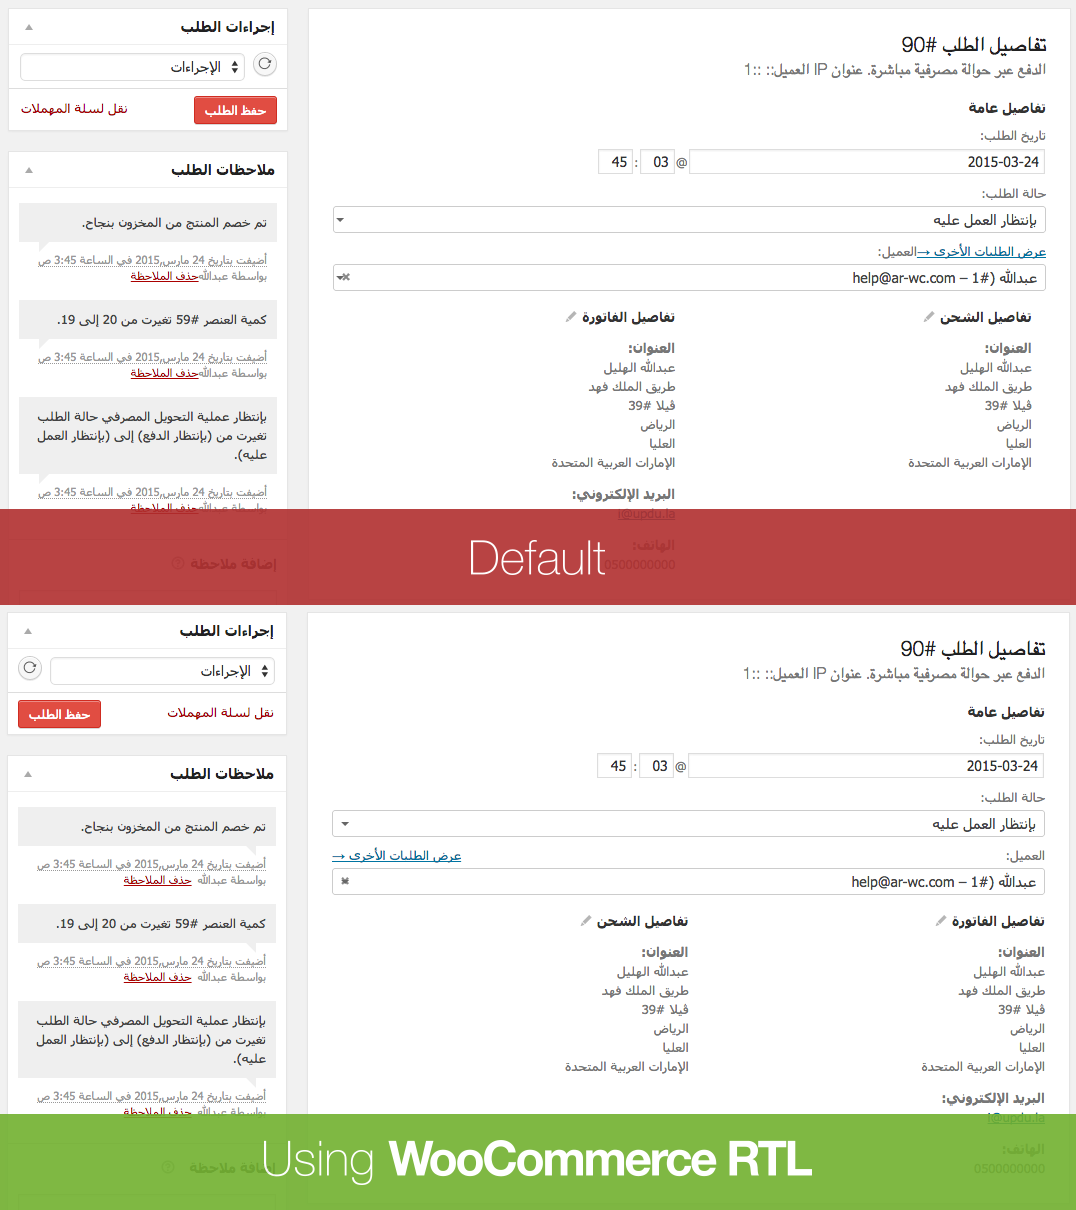 تفاصيل الطلب #90
الدفع عبر حوالة مصرفية مباشرة. عنوان IP العميل:: ::1
تفاصيل عامة
تاريخ الطلب:
2015-03-24 @ 03 : 45
حالة الطلب:
بإنتظار العمل عليه
العميل: عرض الطلبات الأخرى →
عبدالله (#1 – help@ar-wc.com
تفاصيل الشحن
العنوان:
عبدالله الهليل
طريق الملك فهد
ڤيلا #39
الرياض
العليا
الإمارات العربية المتحدة
تفاصيل الفاتورة
العنوان:
عبدالله الهليل
طريق الملك فهد
ڤيلا #39
الرياض
العليا
الإمارات العربية المتحدة
البريد الإلكتروني:
i@updu.la
الهاتف:
0500000000
إجراءات الطلب
الإجراءات
حفظ الطلب
نقل لسلة المهملات
ملاحظات الطلب
تم خصم المنتج من المخزون بنجاح.
أضيفت بتاريخ 24 مارس,2015 في الساعة 3:45 ص
بواسطة عبدالله حذف الملاحظة
كمية العنصر #59 تغيرت من 20 إلى 19.
أضيفت بتاريخ 24 مارس,2015 في الساعة 3:45 ص
بواسطة عبدالله حذف الملاحظة
بإنتظار عملية التحويل المصرفي حالة الطلب
تغيرت من (بإنتظار الدفع) إلى (بإنتظار العمل
عليه).
أضيفت بتاريخ 24 مارس,2015 في الساعة 3:45 ص
بواسطة عبدالله حذف الملاحظة
إضافة ملاحظة
Default
تفاصيل الطلب #90
الدفع عبر حوالة مصرفية مباشرة. عنوان IP العميل:: ::1
تفاصيل عامة
تاريخ الطلب:
2015-03-24 @ 03 : 45
حالة الطلب:
بإنتظار العمل عليه
العميل:
عرض الطلبات الأخرى →
عبدالله (#1 – help@ar-wc.com
تفاصيل الفاتورة
العنوان:
عبدالله الهليل
طريق الملك فهد
ڤيلا #39
الرياض
العليا
الإمارات العربية المتحدة
البريد الإلكتروني:
i@updu.la
الهاتف:
0500000000
تفاصيل الشحن
العنوان:
عبدالله الهليل
طريق الملك فهد
ڤيلا #39
الرياض
العليا
الإمارات العربية المتحدة
إجراءات الطلب
الإجراءات
نقل لسلة المهملات
حفظ الطلب
ملاحظات الطلب
تم خصم المنتج من المخزون بنجاح.
أضيفت بتاريخ 24 مارس,2015 في الساعة 3:45 ص
بواسطة عبدالله حذف الملاحظة
كمية العنصر #59 تغيرت من 20 إلى 19.
أضيفت بتاريخ 24 مارس,2015 في الساعة 3:45 ص
بواسطة عبدالله حذف الملاحظة
بإنتظار عملية التحويل المصرفي حالة الطلب
تغيرت من (بإنتظار الدفع) إلى (بإنتظار العمل
عليه).
أضيفت بتاريخ 24 مارس,2015 في الساعة 3:45 ص
بواسطة عبدالله حذف الملاحظة
إضافة ملاحظة
Using WooCommerce RTL